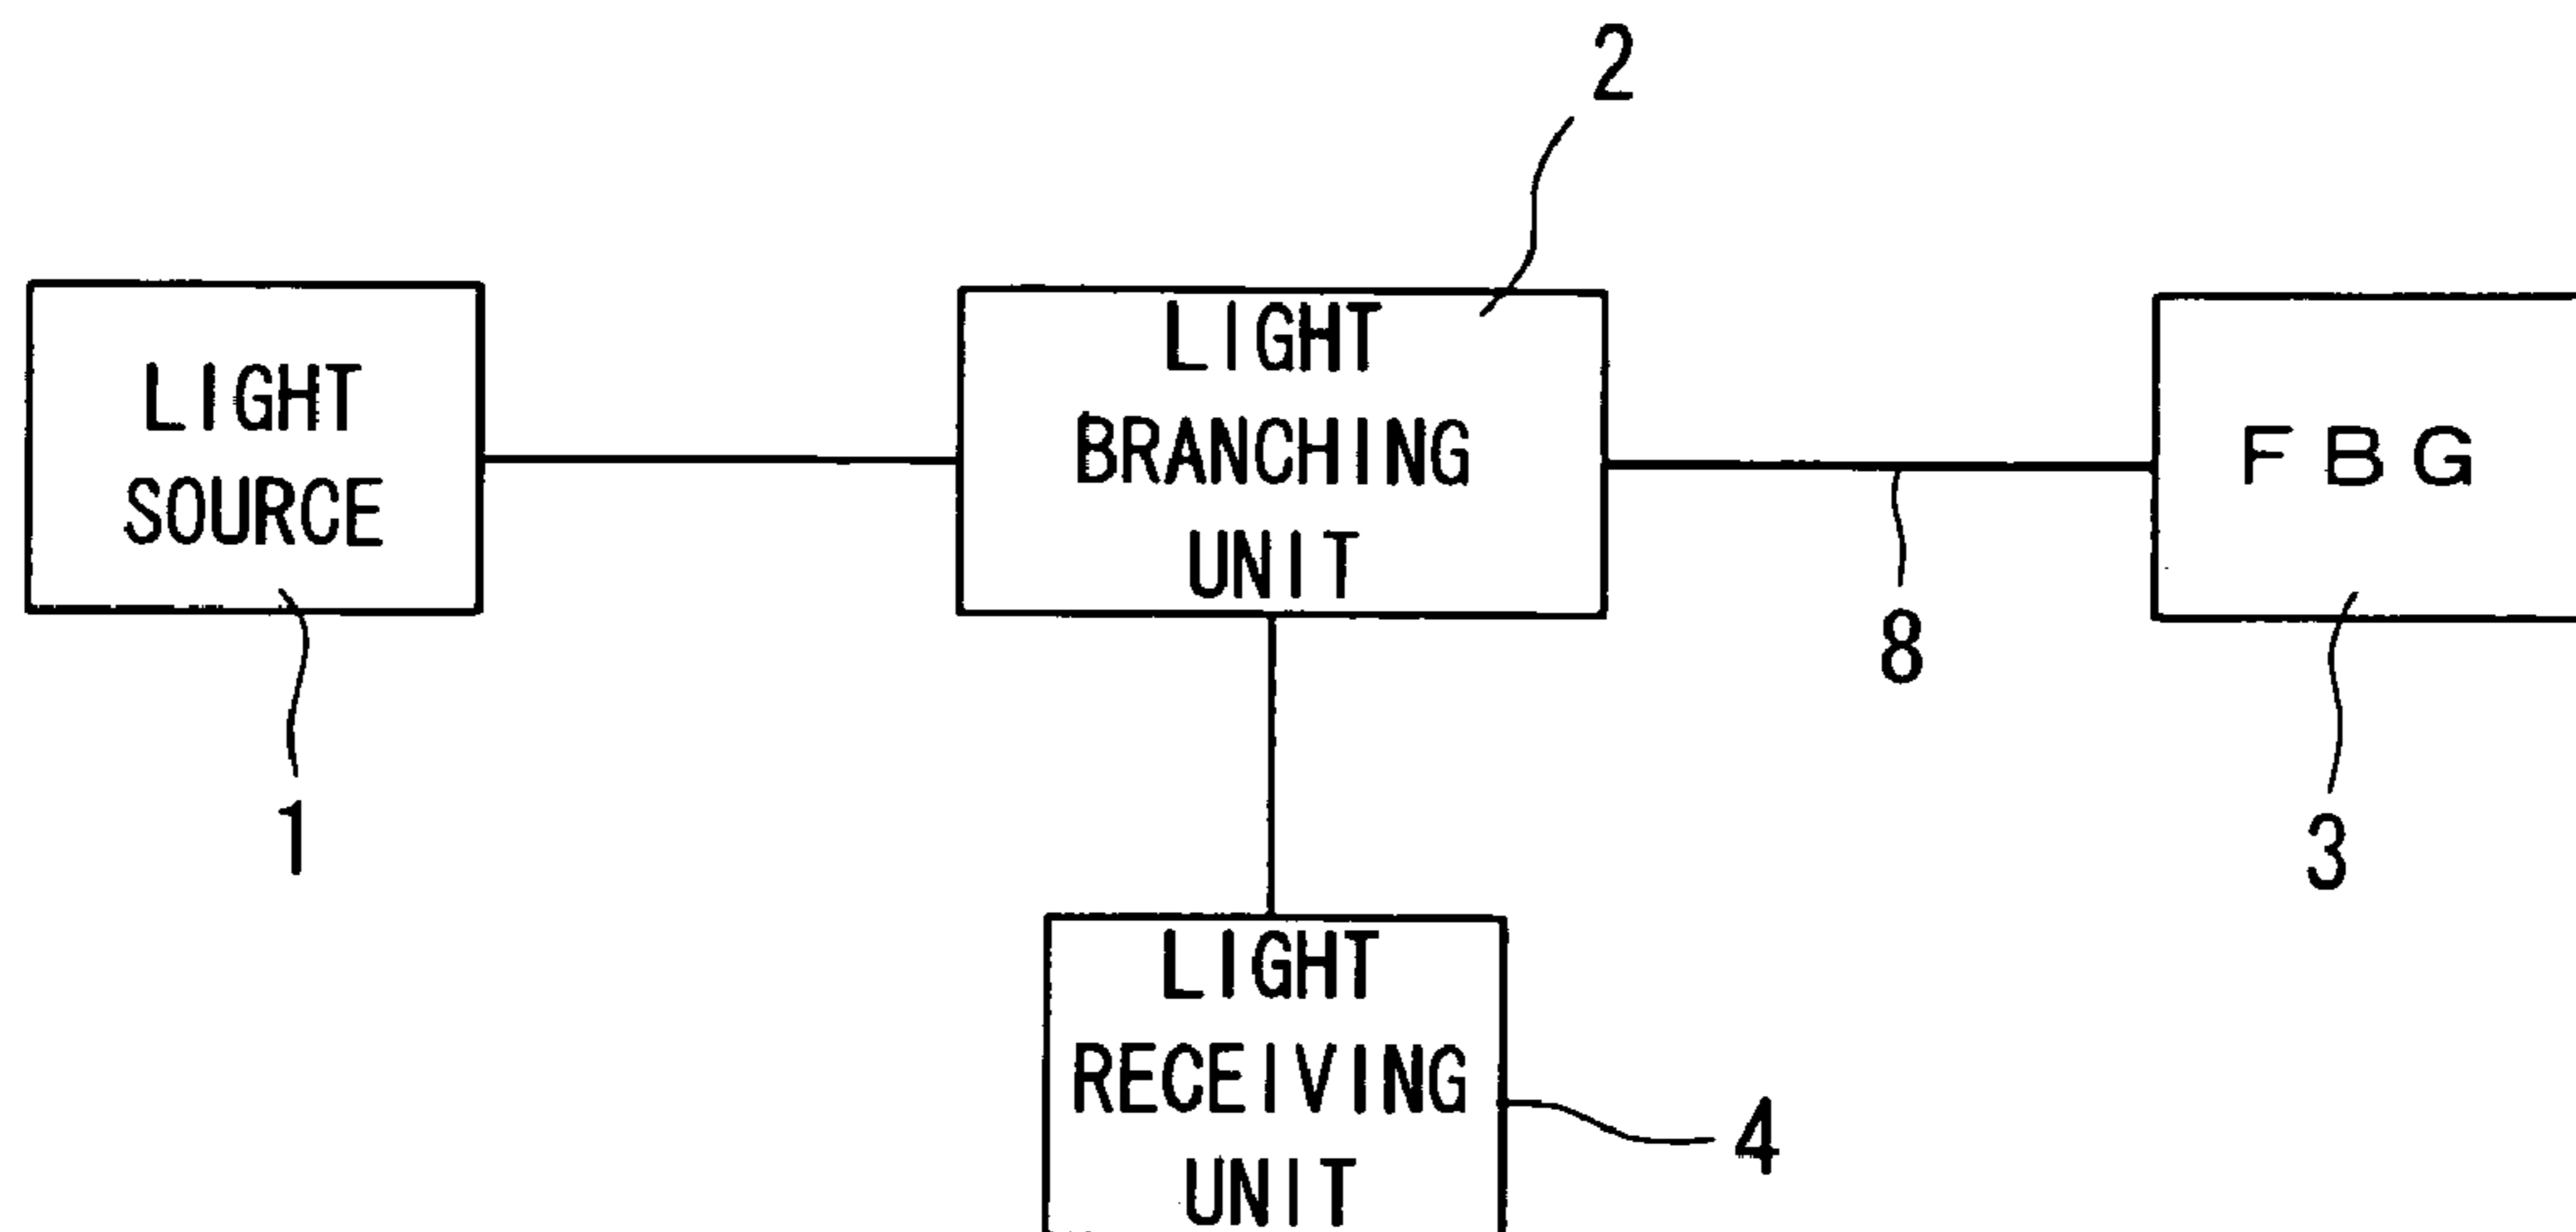 2
LIGHT
SOURCE
LIGHT
BRANCHING
UNIT
FBG
8
1
3
LIGHT
RECEIVING
UNIT
4